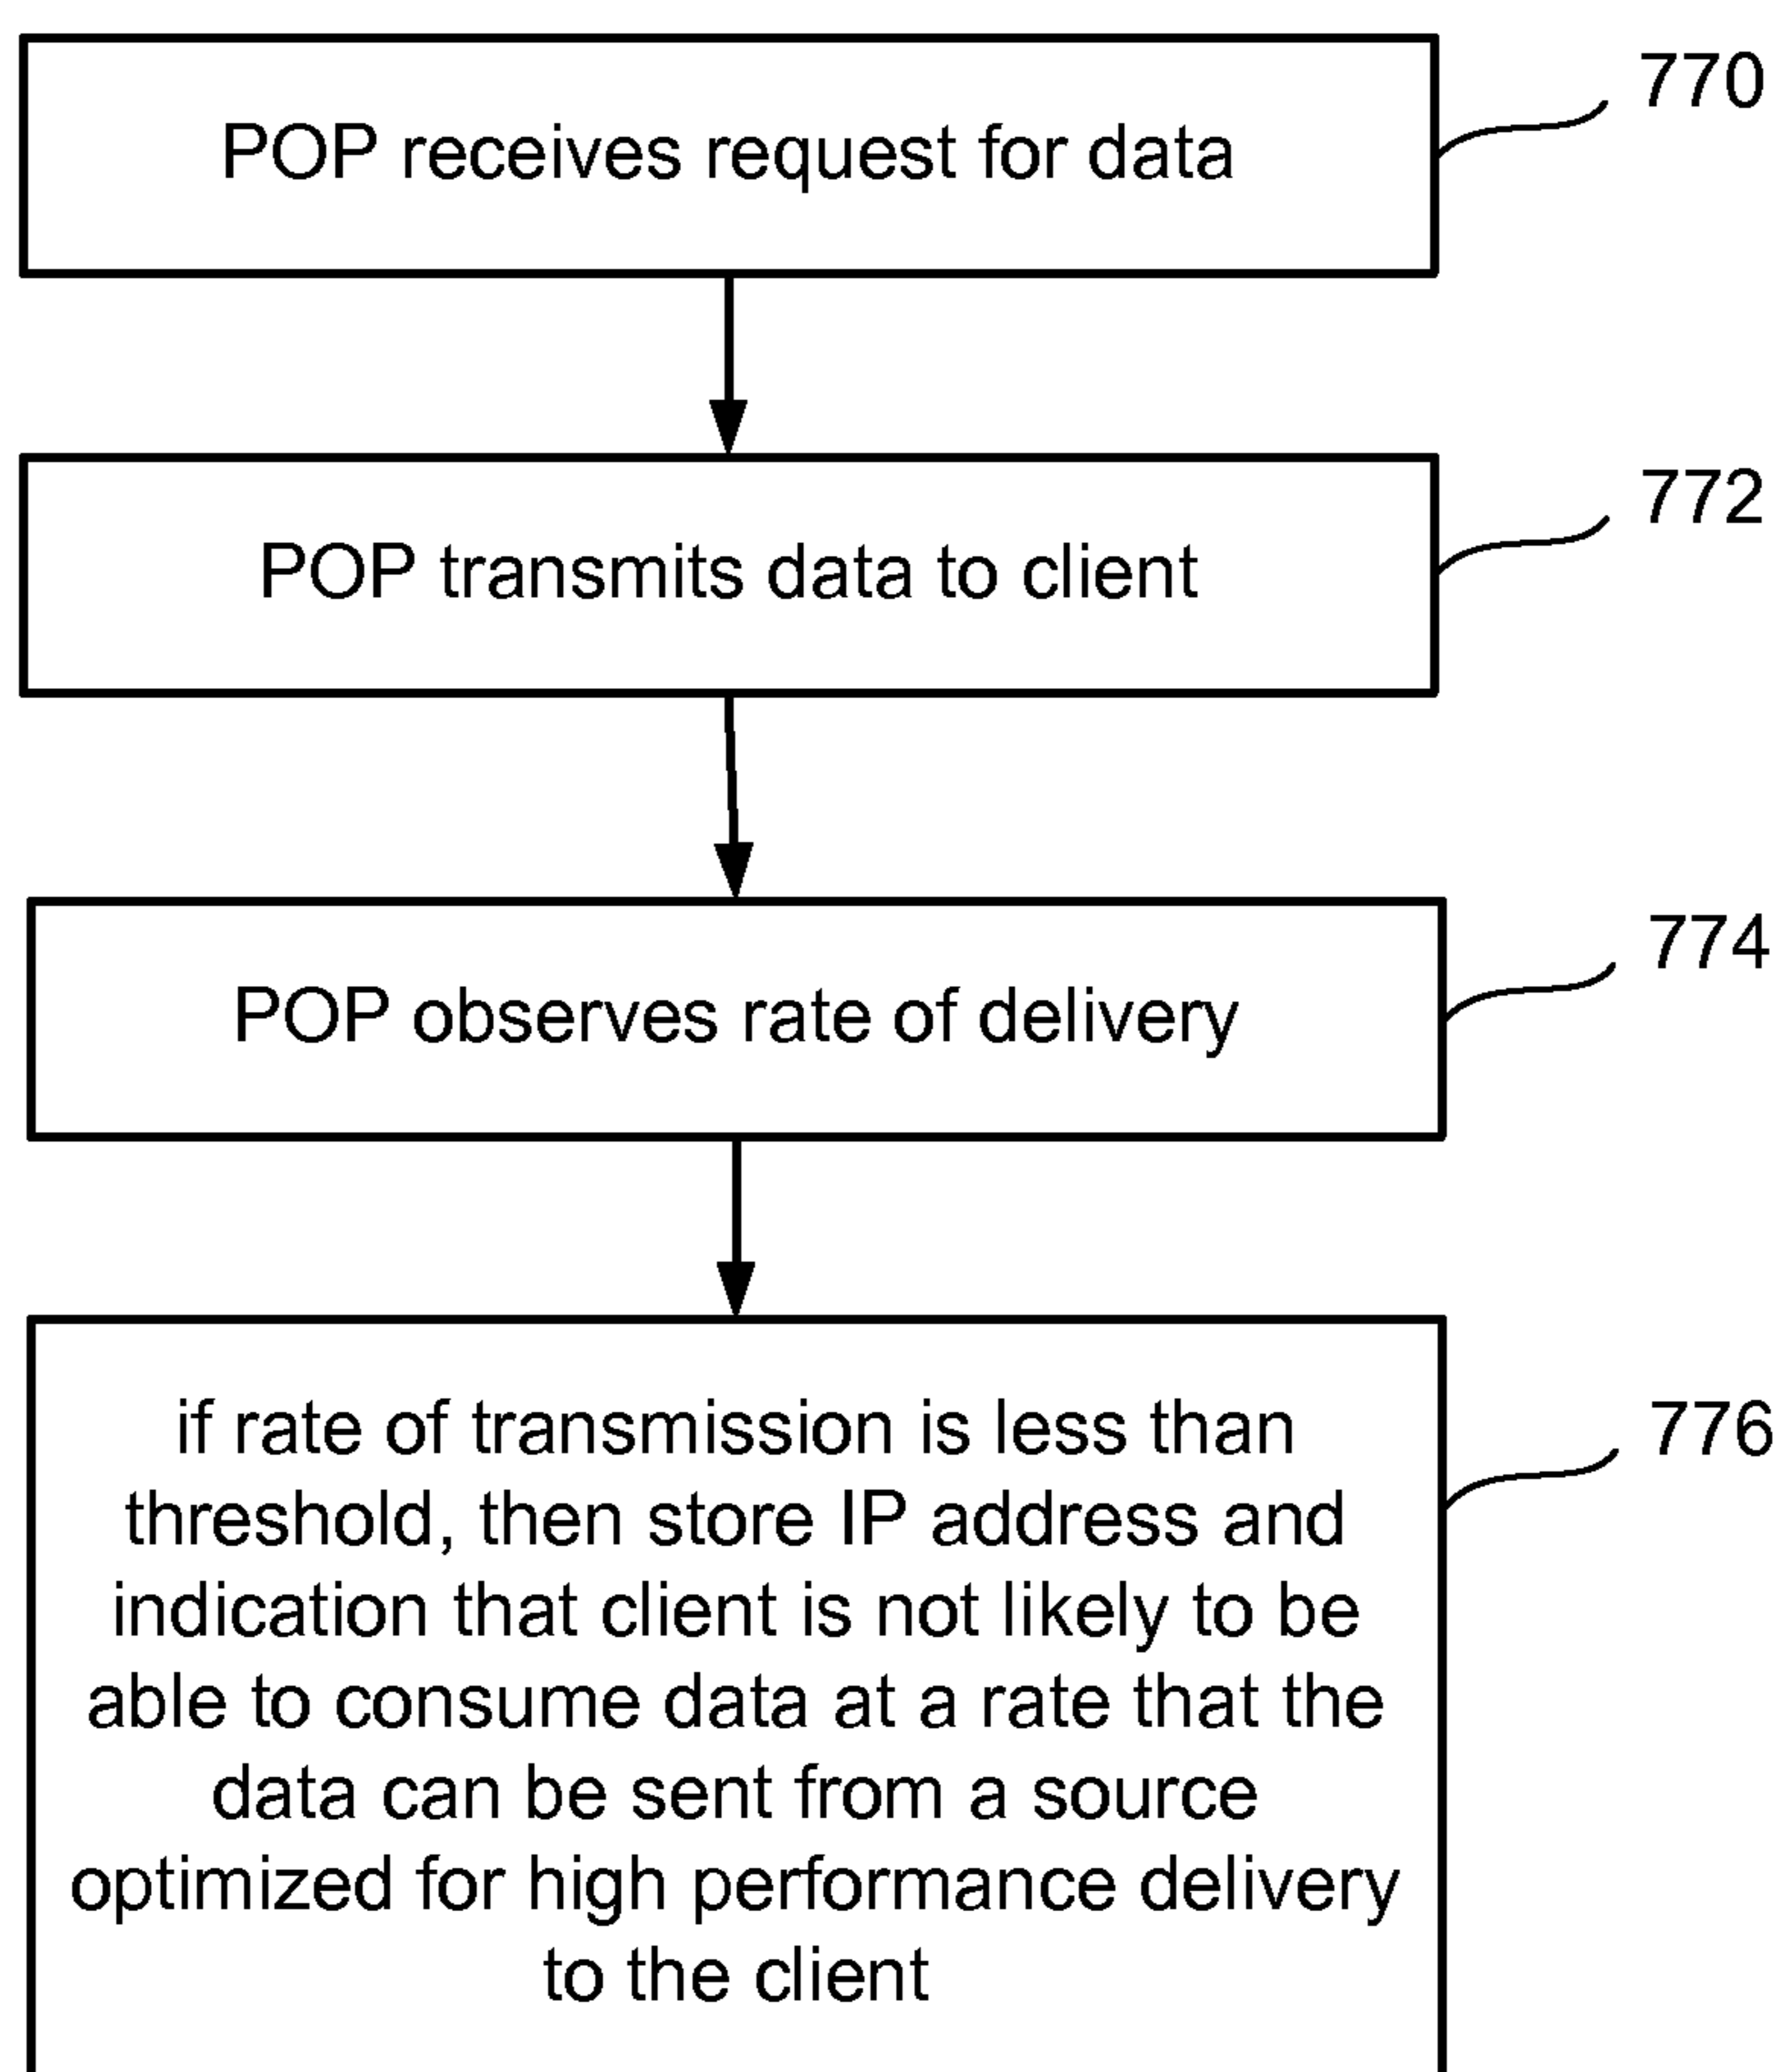 POP receives request for data
770
POP transmits data to client
772
POP observes rate of delivery
774
if rate of transmission is less than
threshold, then store IP address and
indication that client is not likely to be
able to consume data at a rate that the
data can be sent from a source
optimized for high performance delivery
to the client
776